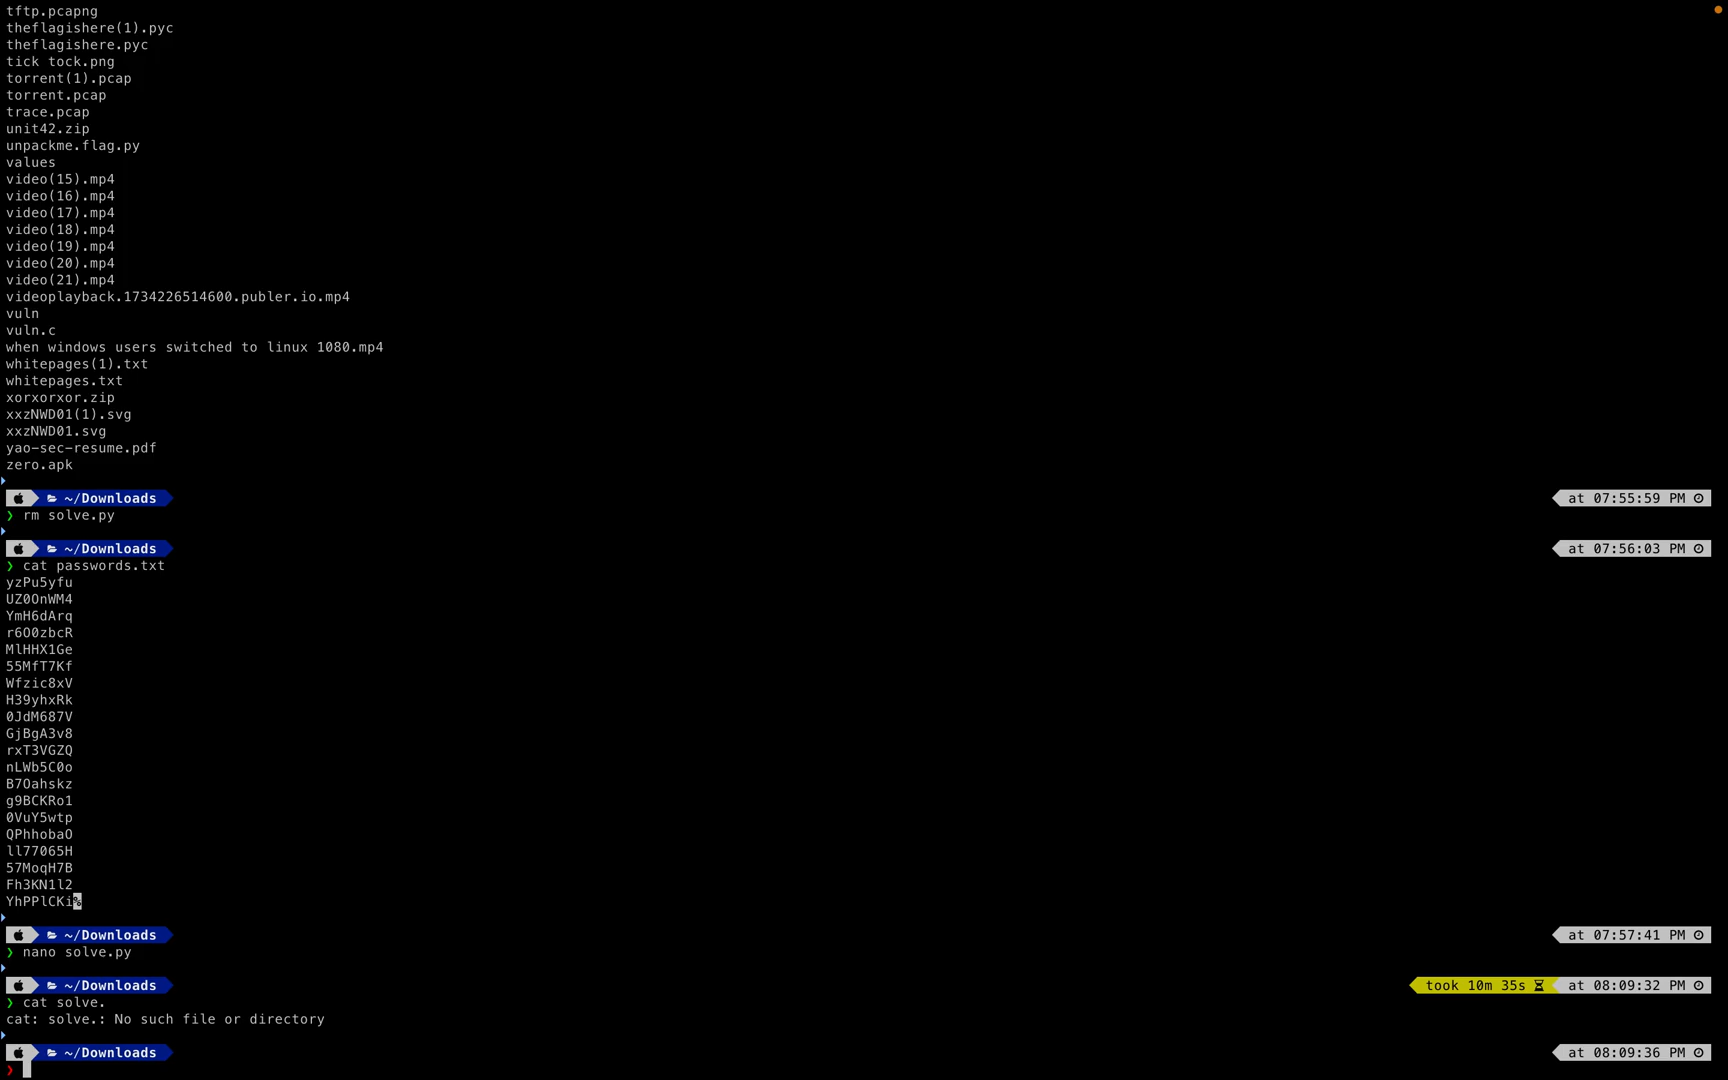 tftp.pcapng
theflagishere(1).pyc
theflagishere.pyc
tick tock.png
torrent(1).pcap
torrent.pcap
trace.pcap
unit42.zip
unpackme.flag.py
values
video(15).mp4
video(16).mp4
video(17).mp4
video(18).mp4
video(19).mp4
video(20).mp4
video(21).mp4
videoplayback.1734226514600.publer.io.mp4
vuln
vuln.c
when windows users switched to linux 1080.mp4
whitepages(1).txt
whitepages.txt
xorxorxor.zip
xxzNWD01(1).svg
xxzNWD01.svg
yao-sec-resume.pdf
zero.apk
~/Downloads at 07:55:59 PM
❯ rm solve.py
~/Downloads at 07:56:03 PM
❯ cat passwords.txt
yzPu5yfu
UZ0OnWM4
YmH6dArq
r6O0zbcR
MlHHX1Ge
55MfT7Kf
Wfzic8xV
H39yhxRk
0JdM687V
GjBgA3v8
rxT3VGZQ
nLWb5C0o
B7Oahskz
g9BCKRo1
0VuY5wtp
QPhhobaO
ll77065H
57MoqH7B
Fh3KN1l2
YhPPlCKi%
~/Downloads at 07:57:41 PM
❯ nano solve.py
~/Downloads took 10m 35s at 08:09:32 PM
❯ cat solve.
cat: solve.: No such file or directory
~/Downloads at 08:09:36 PM
❯